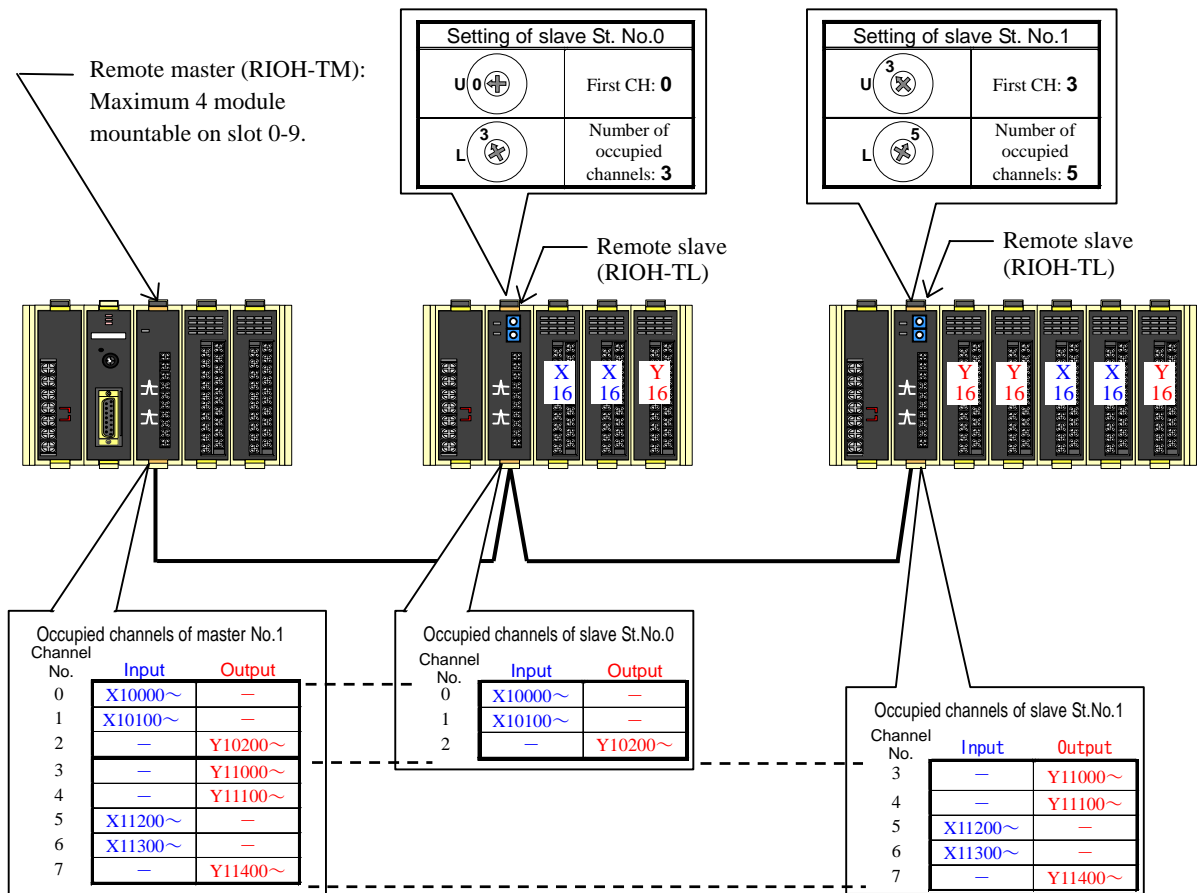 Remote master (RIOH-TM):
Maximum 4 module
mountable on slot 0-9.
Setting of slave St. No.0
U 0
First CH: 0
L 3
Number of
occupied
channels: 3
Setting of slave St. No.1
U 3
First CH: 3
L 5
Number of
occupied
channels: 5
Remote slave
(RIOH-TL)
Remote slave
(RIOH-TL)
X
16
X
16
Y
16
Y
16
Y
16
X
16
X
16
Y
16
Occupied channels of master No.1
Channel
No.
Input Output
0 X10000～ －
1 X10100～ －
2 － Y10200～
3 － Y11000～
4 － Y11100～
5 X11200～ －
6 X11300～ －
7 － Y11400～
Occupied channels of slave St.No.0
Channel
No.
Input Output
0 X10000～ －
1 X10100～ －
2 － Y10200～
Occupied channels of slave St.No.1
Channel
No.
Input Output
3 － Y11000～
4 － Y11100～
5 X11200～ －
6 X11300～ －
7 － Y11400～